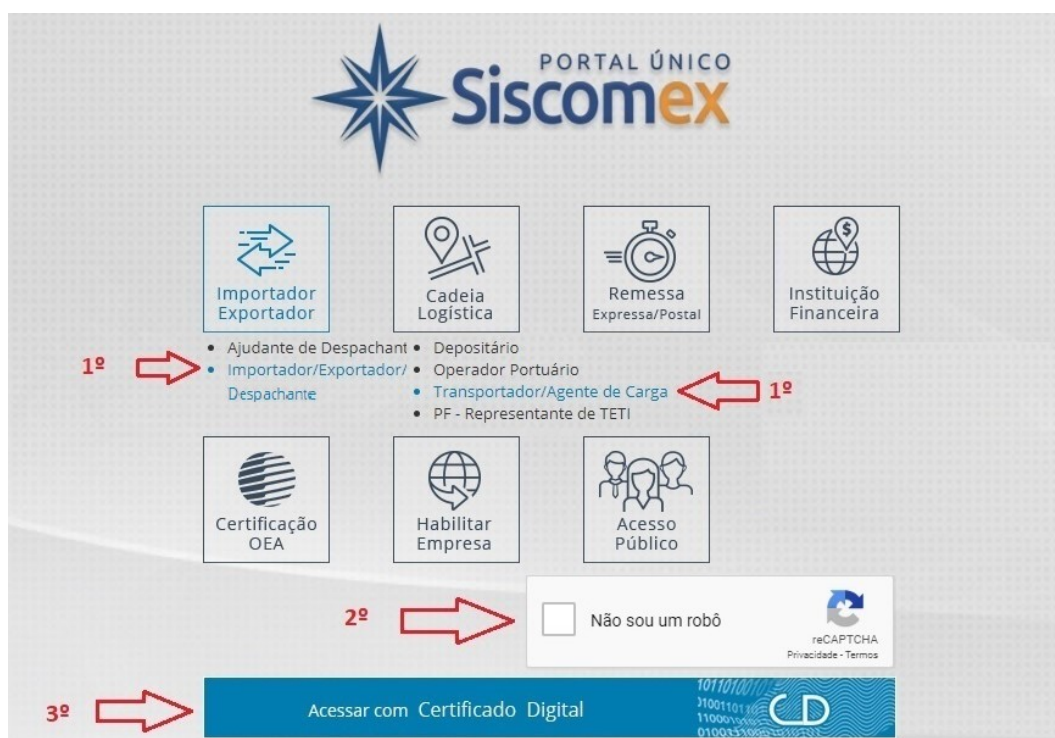 PORTAL ÚNICO
Siscomex
Importador
Exportador
Cadeia
Logística
Remessa
Expressa/Postal
Instituição
Financeira
1º
Ajudante de Despachant
Importador/Exportador/
Despachante
Depositário
Operador Portuário
Transportador/Agente de Carga
PF - Representante de TETI
1º
Certificação
OEA
Habilitar
Empresa
Acesso
Público
2º
Não sou um robô
reCAPTCHA
Privacidade - Termos
3º
Acessar com Certificado Digital
CD